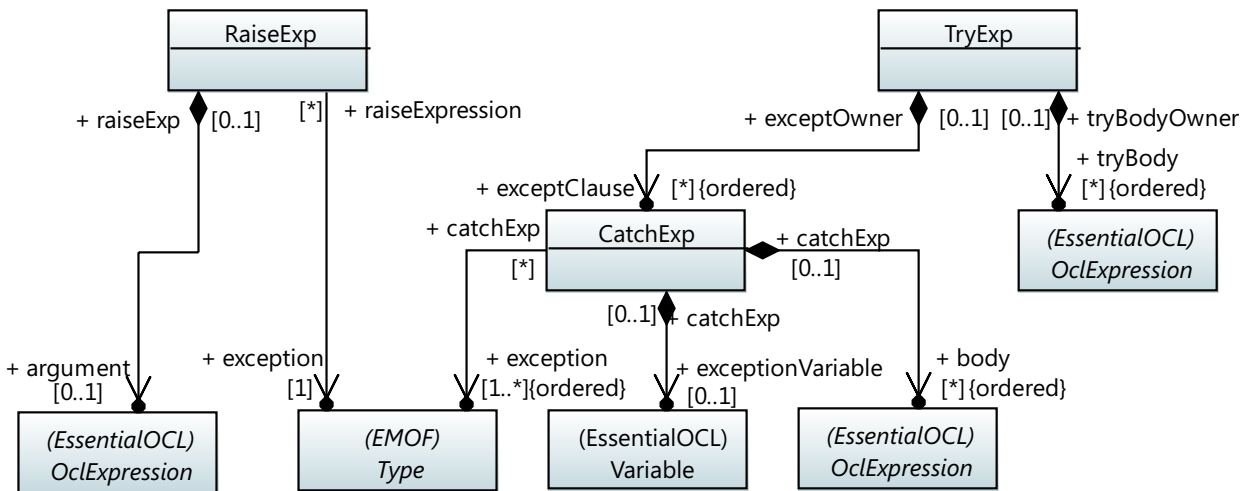 RaiseExp
TryExp
+ raiseExp
[0..1]
[*]
+ raiseExpression
+ exceptOwner
[0..1]
[0..1]
+ tryBodyOwner
+ tryBody
[*]{ordered}
+ exceptClause
[*]{ordered}
+ catchExp
[*]
CatchExp
+ catchExp
[0..1]
(EssentialOCL)
OclExpression
[0..1]
+ catchExp
+ argument
[0..1]
+ exception
[1]
+ exception
[1..*]{ordered}
+ exceptionVariable
[0..1]
+ body
[*]{ordered}
(EssentialOCL)
OclExpression
(EMOF)
Type
(EssentialOCL)
Variable
(EssentialOCL)
OclExpression